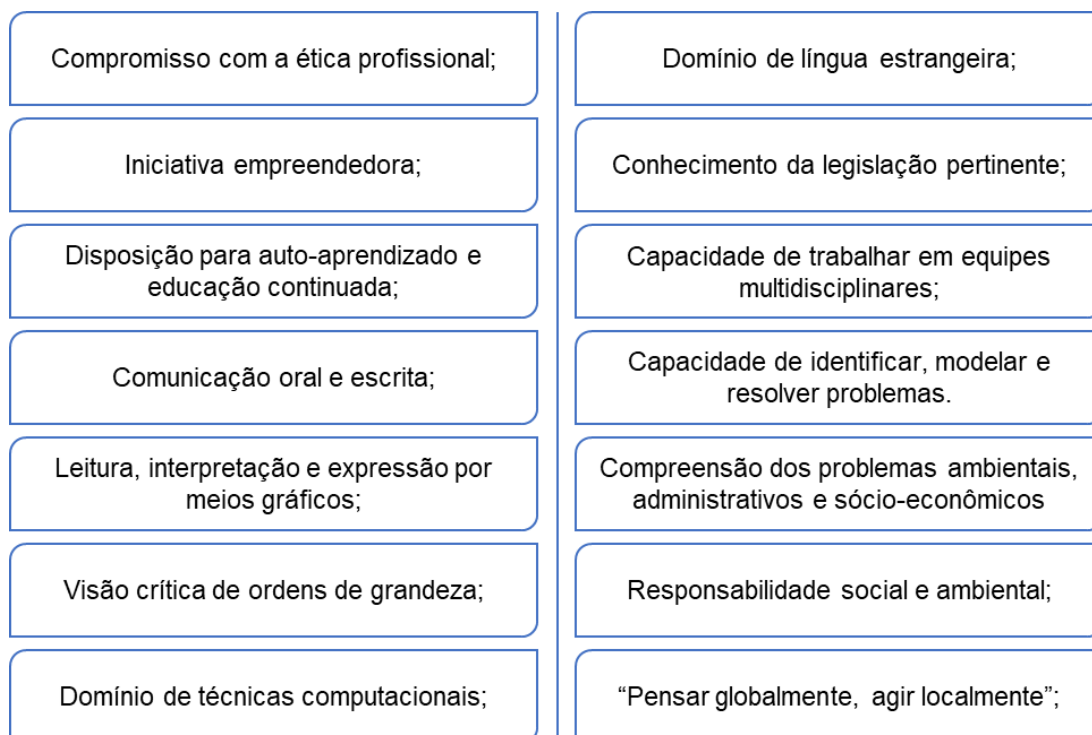 Compromisso com a ética profissional;
Iniciativa empreendedora;
Disposição para auto-aprendizado e
educação continuada;
Comunicação oral e escrita;
Leitura, interpretação e expressão por
meios gráficos;
Visão crítica de ordens de grandeza;
Domínio de técnicas computacionais;
Domínio de língua estrangeira;
Conhecimento da legislação pertinente;
Capacidade de trabalhar em equipes
multidisciplinares;
Capacidade de identificar, modelar e
resolver problemas.
Compreensão dos problemas ambientais,
administrativos e sócio-econômicos
Responsabilidade social e ambiental;
“Pensar globalmente, agir localmente”;